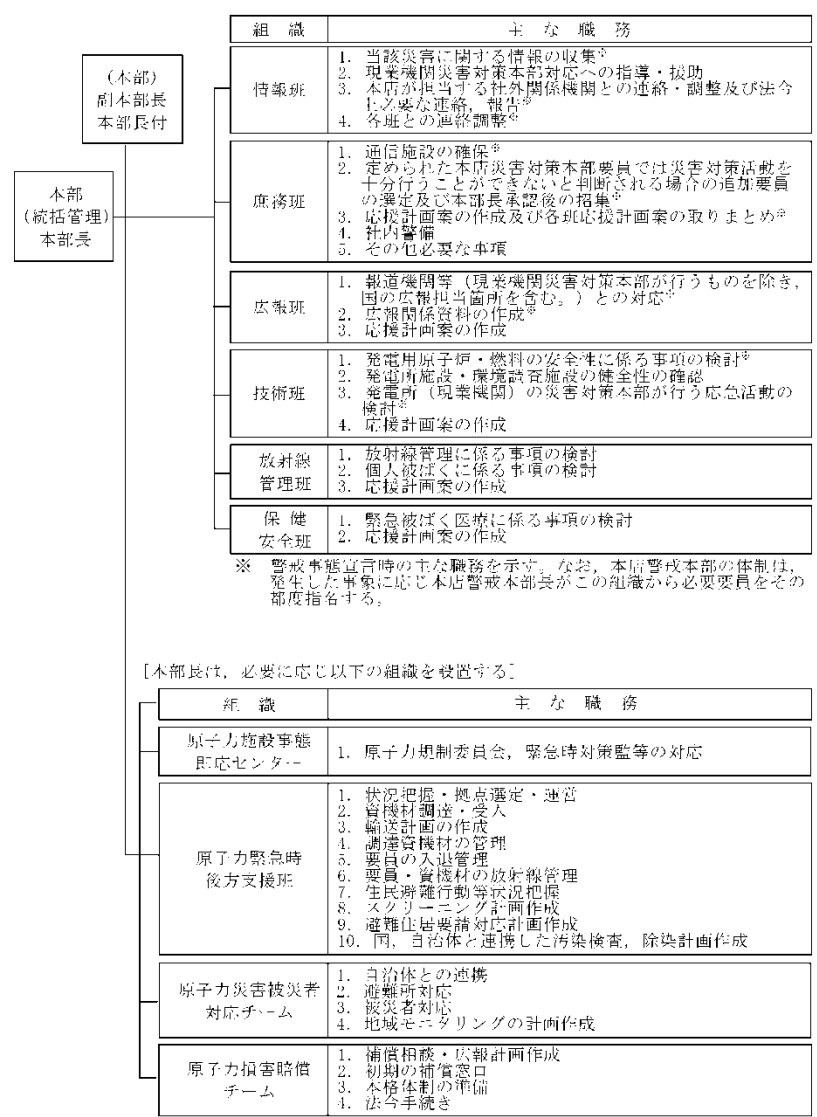 (本部)
副本部長
本部長付
本部
(統括管理)
本部長
組 織 主 な 職 務
情報班
1. 当該災害に関する情報の収集※
2. 現業機関災害対策本部対応への指導・援助
3. 本店が担当する社外関係機関との連絡・調整及び法令
上必要な連絡，報告※
4. 各班との連絡調整※
庶務班
1. 通信施設の確保※
2. 定められた本店災害対策本部要員では災害対策活動を
十分行うことができないと判断される場合の追加要員
の選定及び本部長承認後の招集※
3. 応援計画案の作成及び各班応援計画案の取りまとめ※
4. 社内警備
5. その他必要な事項
広報班
1. 報道機関等（現業機関災害対策本部が行うものを除き，
国の広報担当箇所を含む。）との対応※
2. 広報関係資料の作成※
3. 応援計画案の作成
技術班
1. 発電用原子炉・燃料の安全性に係る事項の検討※
2. 発電所施設・環境調査施設の健全性の確認
3. 発電所（現業機関）の災害対策本部が行う応急活動の
検討※
4. 応援計画案の作成
放射線
管理班
1. 放射線管理に係る事項の検討
2. 個人被ばくに係る事項の検討
3. 応援計画案の作成
保 健
安全班
1. 緊急被ばく医療に係る事項の検討
2. 応援計画案の作成
※ 警戒事態宣言時の主な職務を示す。なお，本店警戒本部の体制は，
発生した事象に応じ本店警戒本部長がこの組織から必要要員をその
都度指名する。
[本部長は，必要に応じ以下の組織を設置する]
組 織 主 な 職 務
原子力施設事態
即応センター
1. 原子力規制委員会，緊急時対策監等の対応
原子力緊急時
後方支援班
1. 状況把握・拠点選定・運営
2. 資機材調達・受入
3. 輸送計画の作成
4. 調達資機材の管理
5. 要員の入退管理
6. 要員・資機材の放射線管理
7. 住民避難行動等状況把握
8. スクリーニング計画作成
9. 避難住居要請対応計画作成
10. 国，自治体と連携した汚染検査，除染計画作成
原子力災害被災者
対応チーム
1. 自治体との連携
2. 避難所対応
3. 被災者対応
4. 地域モニタリングの計画作成
原子力損害賠償
チーム
1. 補償相談・広報計画作成
2. 初期の補償窓口
3. 本格体制の準備
4. 法令手続き